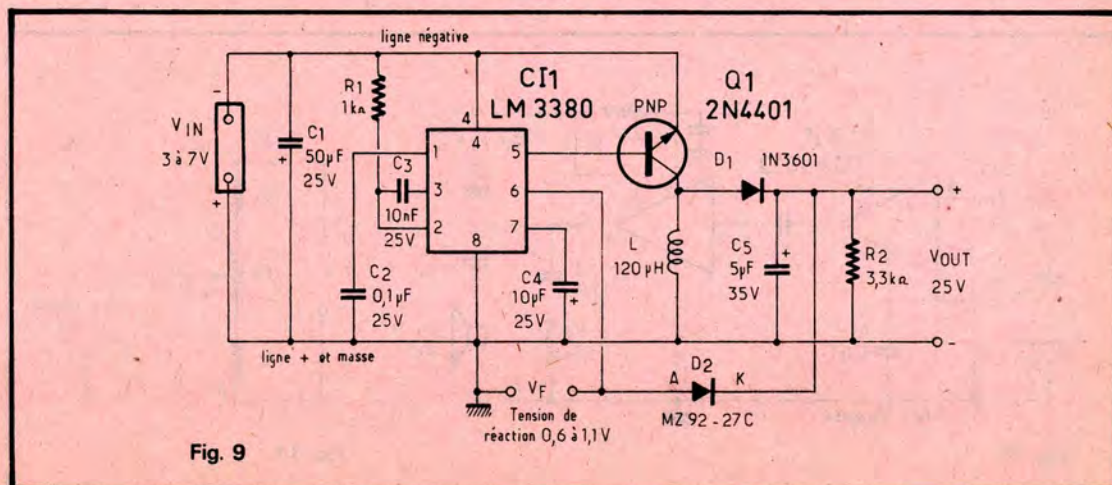 ligne négative
CI1
LM 3380
Q1
2N4401
PNP
R1
1kΩ
4
4
VIN
3 à 7V
-
+
C1
50µF
25V
+
C3
10nF
25V
1
3
2
5
6
7
8
D1
1N3601
C2
0,1µF
25V
C4
10µF
25V
+
L
120µH
C5
5µF
35V
+
R2
3,3kΩ
+
VOUT
25V
-
ligne + et masse
VF
Tension de
réaction 0,6 à 1,1V
A
D2
K
MZ 92-27C
Fig. 9